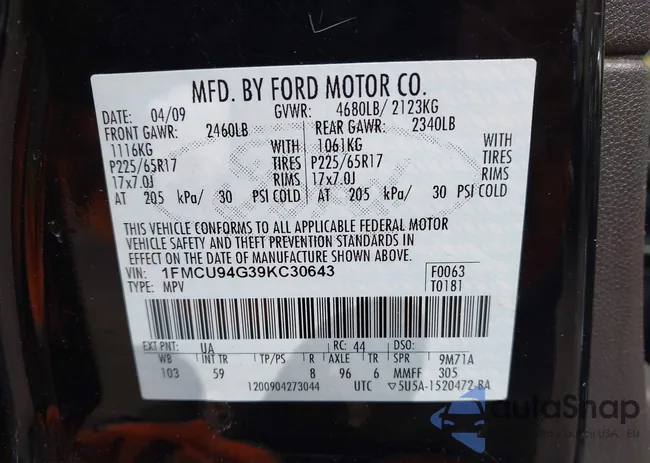 MFD. BY FORD MOTOR CO.
DATE: 04/09 GVWR: 4680LB/ 2123KG
FRONT GAWR: 2460LB REAR GAWR: 2340LB
1116KG WITH 1061KG WITH
P225/65R17 TIRES P225/65R17 TIRES
17x7.0J RIMS 17x7.0J RIMS
AT 205 kPa/ 30 PSI COLD AT 205 kPa/ 30 PSI COLD
THIS VEHICLE CONFORMS TO ALL APPLICABLE FEDERAL MOTOR
VEHICLE SAFETY AND THEFT PREVENTION STANDARDS IN
EFFECT ON THE DATE OF MANUFACTURE SHOWN ABOVE.
VIN: 1FMCU94G39KC30643 F0063
TYPE: MPV T0181
EXT PNT: UA RC: 44 DSO:
WB INT TR TP/PS R AXLE TR SPR 9M71A
103 59 8 96 6 MMFF 305
1200904273044 UTC ▽5U5A-1520472-BA
autoAsnap